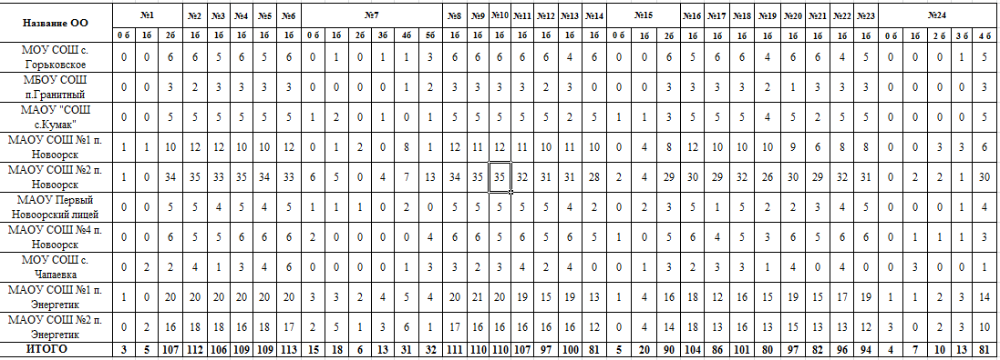 Название ОО №1 №2 №3 №4 №5 №6 №7 №8 №9 №10 №11 №12 №13 №14 №15 №16 №17 №18 №19 №20 №21 №22 №23 №24
0 б 1б 2б 1б 1б 1б 1б 1б 0 б 1б 2б 3б 4б 5б 1б 1б 1б 1б 1б 1б 1б 0 б 1б 2б 1б 1б 1б 1б 1б 1б 1б 1б 0 б 1б 2 б 3 б 4 б
МОУ СОШ с.
Горьковское 0 0 6 6 5 6 5 6 0 1 0 1 1 3 6 6 6 6 6 4 6 0 0 6 5 6 6 4 6 6 4 5 0 0 0 1 5
МБОУ СОШ
п.Гранитный 0 0 3 2 3 3 3 3 0 0 0 0 1 2 3 3 3 3 2 3 0 0 0 3 3 3 3 2 1 3 3 3 0 0 0 0 3
МАОУ "СОШ
с.Кумак" 0 0 5 5 5 5 5 5 1 2 0 1 0 1 5 5 5 5 5 2 5 1 1 3 5 5 5 4 5 2 5 5 0 0 0 0 5
МАОУ СОШ №1 п.
Новоорск 1 1 10 12 12 10 10 12 0 1 2 0 8 1 12 11 12 11 10 11 10 0 4 8 12 10 10 10 9 6 8 8 0 0 3 3 6
МАОУ СОШ №2 п.
Новоорск 1 0 34 35 33 35 34 33 6 5 0 4 7 13 34 35 35 32 31 31 28 2 4 29 30 29 32 26 30 29 32 31 0 2 2 1 30
МАОУ Первый
Новоорский лицей 0 0 5 5 4 5 4 5 1 1 1 0 2 0 5 5 5 5 5 4 2 0 2 3 5 1 5 2 2 3 4 5 0 0 0 1 4
МАОУ СОШ №4 п.
Новоорск 0 0 6 5 5 6 6 6 2 0 0 0 0 4 6 6 5 6 5 6 5 1 0 5 6 4 5 3 6 5 6 6 0 1 1 1 3
МОУ СОШ с.
Чапаевка 0 2 2 4 1 3 4 6 0 0 0 0 1 3 3 2 3 4 2 4 0 0 1 3 2 3 3 1 4 0 4 0 0 3 0 0 1
МАОУ СОШ №1 п.
Энергетик 1 0 20 20 20 20 20 20 3 3 2 4 5 4 20 21 20 19 15 19 13 1 4 16 18 12 16 15 19 15 17 19 1 1 2 3 14
МАОУ СОШ №2 п.
Энергетик 0 2 16 18 18 16 18 17 2 5 1 3 6 1 17 16 16 16 16 16 12 0 4 14 18 13 16 13 15 13 13 12 3 0 2 3 10
ИТОГО 3 5 107 112 106 109 109 113 15 18 6 13 31 32 111 110 110 107 97 100 81 5 20 90 104 86 101 80 97 82 96 94 4 7 10 13 81